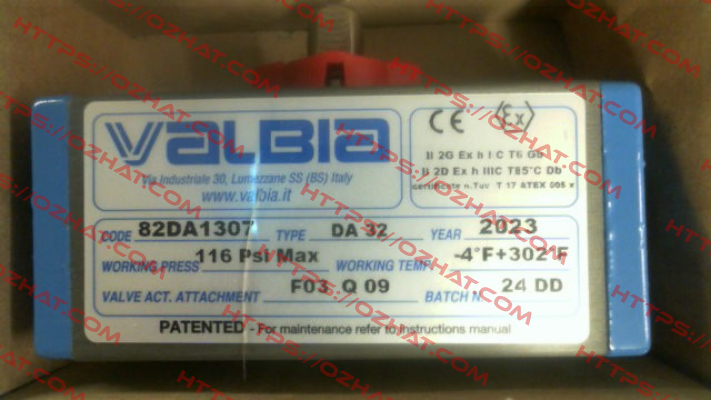 VALBIA
Via Industriale 30, Lumezzane SS (BS) Italy
www.valbia.it
CE Ex
II 2G Ex h IIC T6 Gb
II 2D Ex h IIIC T85°C Db
certificate n. Tuv T 17 ATEX 005 x
CODE 82DA1307 TYPE DA 32 YEAR 2023
WORKING PRESS 116 Psi Max WORKING TEMP. -4°F+302°F
VALVE ACT. ATTACHMENT F03 Q 09 BATCH N. 24 DD
PATENTED - For maintenance refer to instructions manual
HTTPS://OZHAT.COM